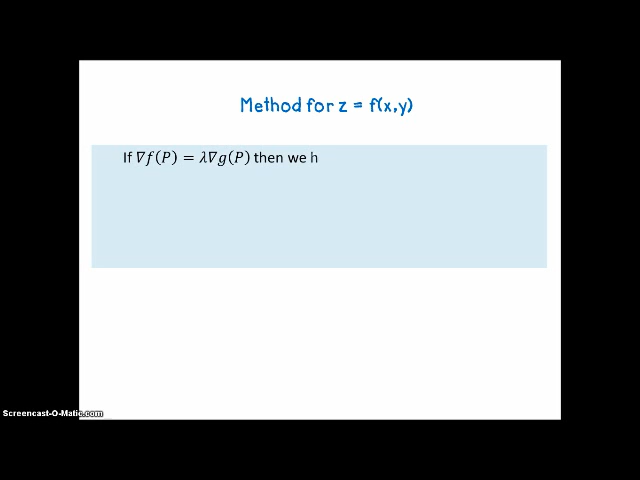 Method for z = f(x,y)
If ∇f(P) = λ∇g(P) then we h
Screencast-O-Matic.com